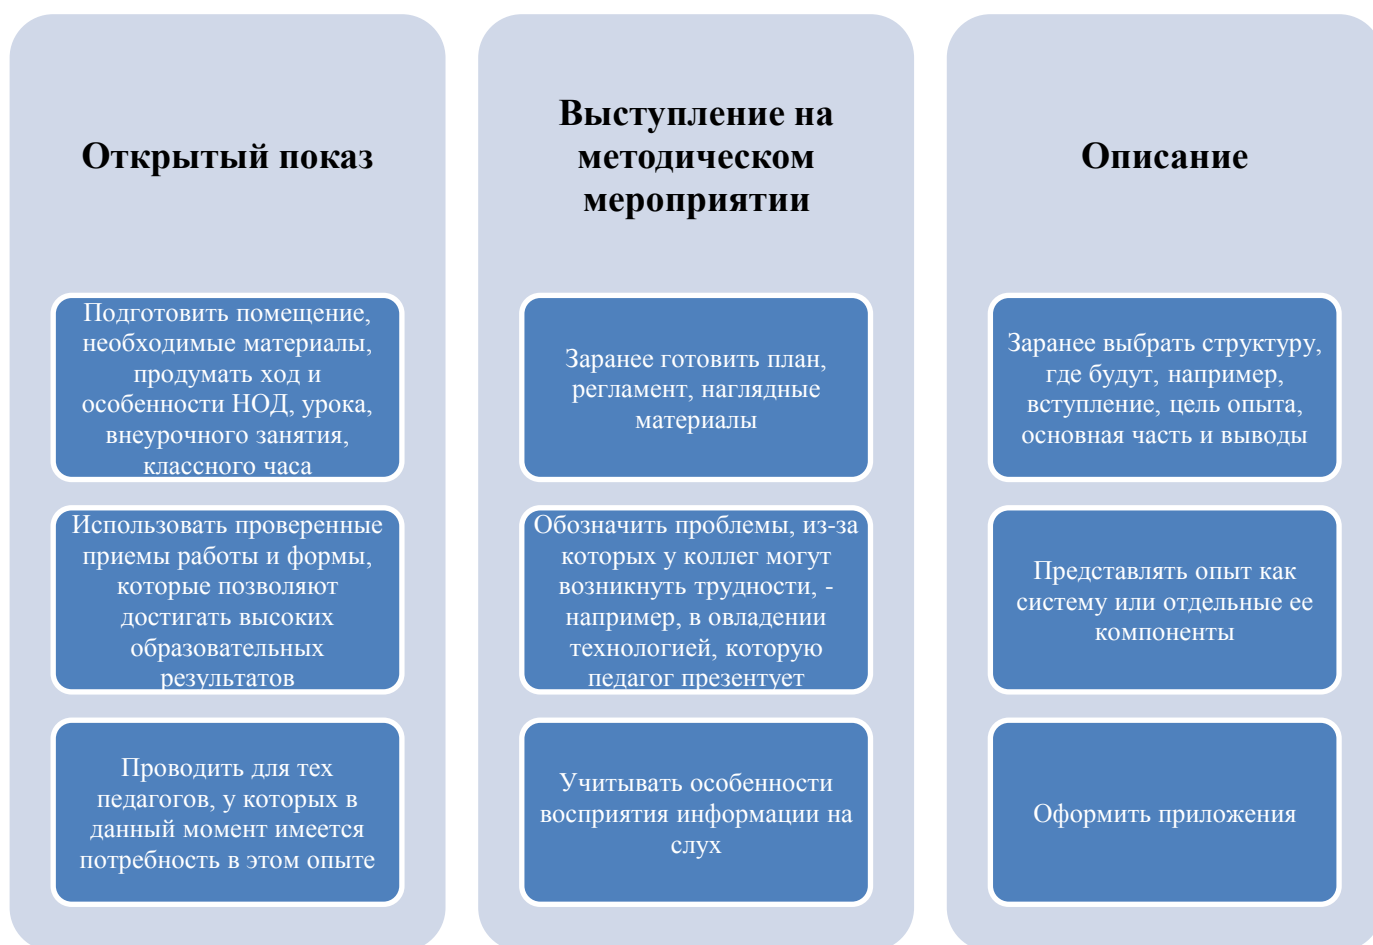 Открытый показ
Подготовить помещение,
необходимые материалы,
продумать ход и
особенности НОД, урока,
внеурочного занятия,
классного часа
Использовать проверенные
приемы работы и формы,
которые позволяют
достигать высоких
образовательных
результатов
Проводить для тех
педагогов, у которых в
данный момент имеется
потребность в этом опыте
Выступление на
методическом
мероприятии
Заранее готовить план,
регламент, наглядные
материалы
Обозначить проблемы, из-за
которых у коллег могут
возникнуть трудности, -
например, в овладении
технологией, которую
педагог презентует
Учитывать особенности
восприятия информации на
слух
Описание
Заранее выбрать структуру,
где будут, например,
вступление, цель опыта,
основная часть и выводы
Представлять опыт как
систему или отдельные ее
компоненты
Оформить приложения